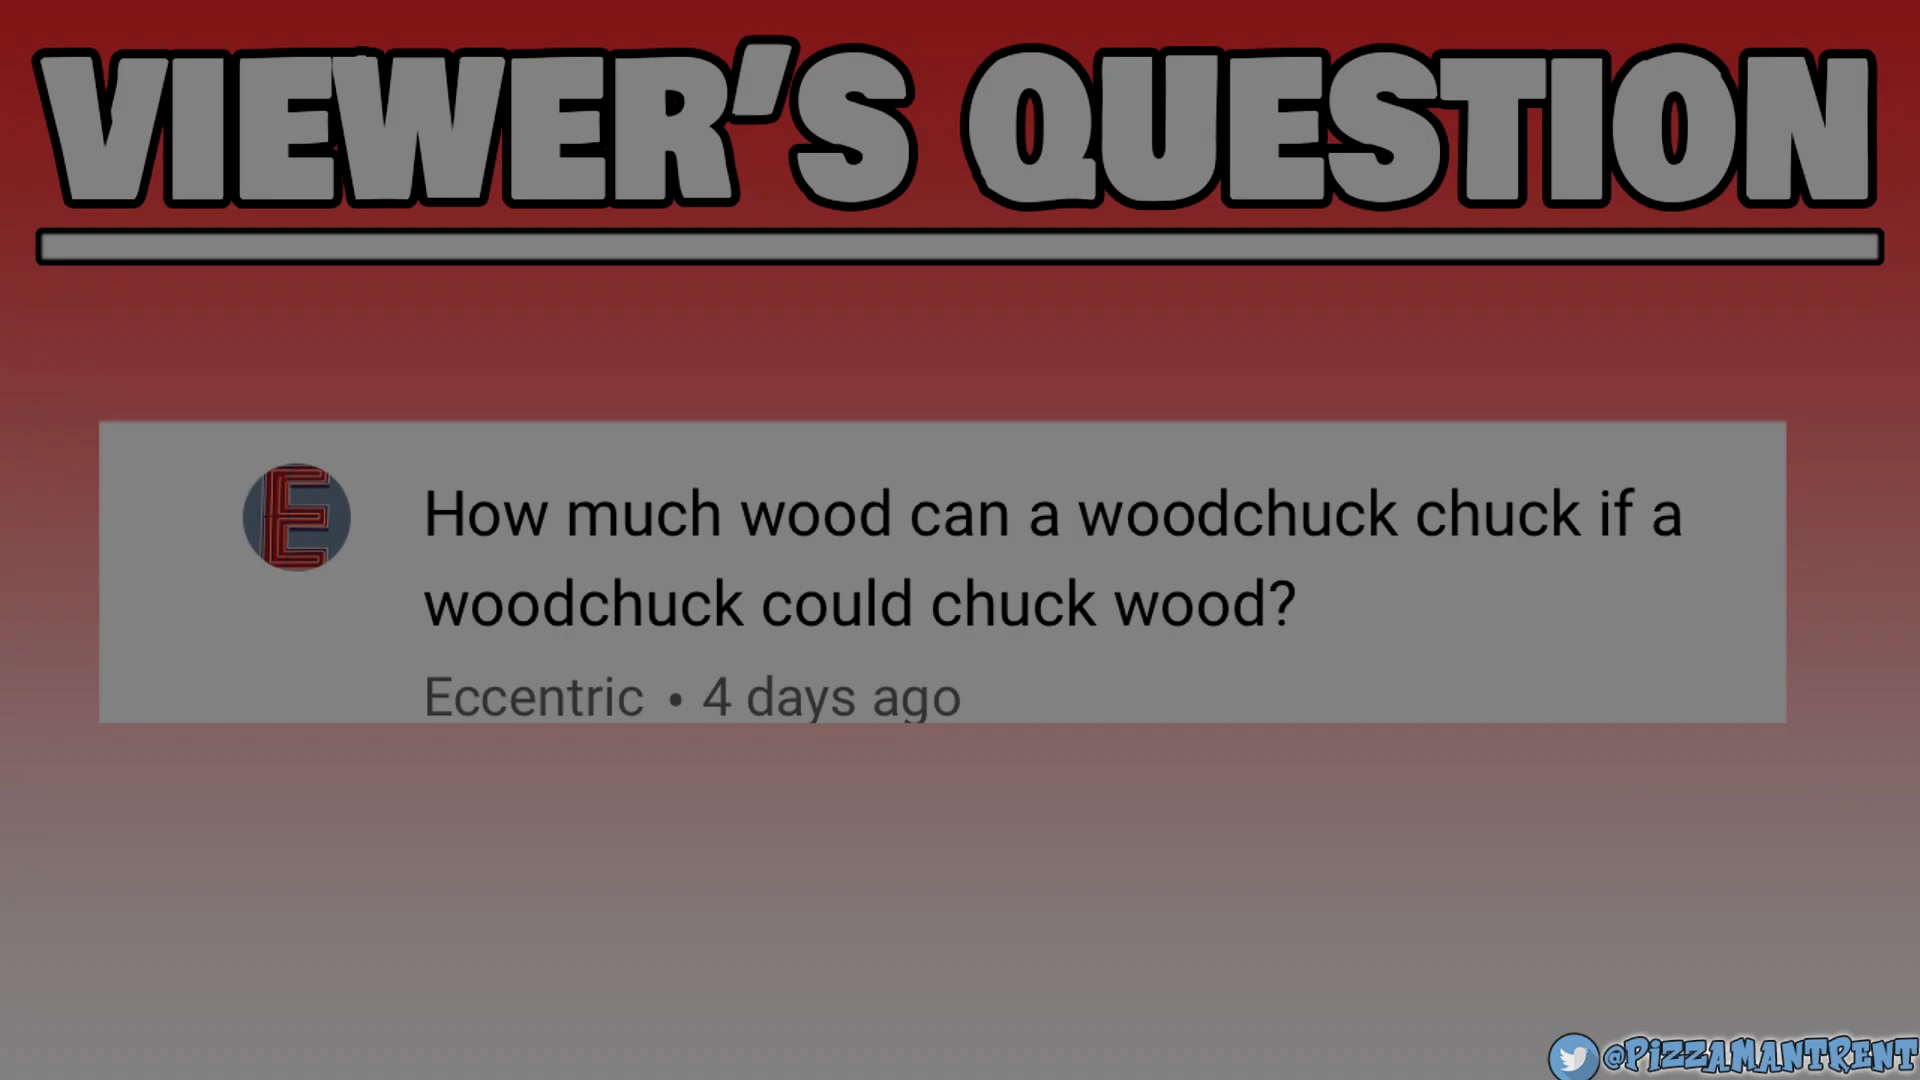 VIEWER'S QUESTION
E
How much wood can a woodchuck chuck if a
woodchuck could chuck wood?
Eccentric • 4 days ago
@PIZZAMANTRENT